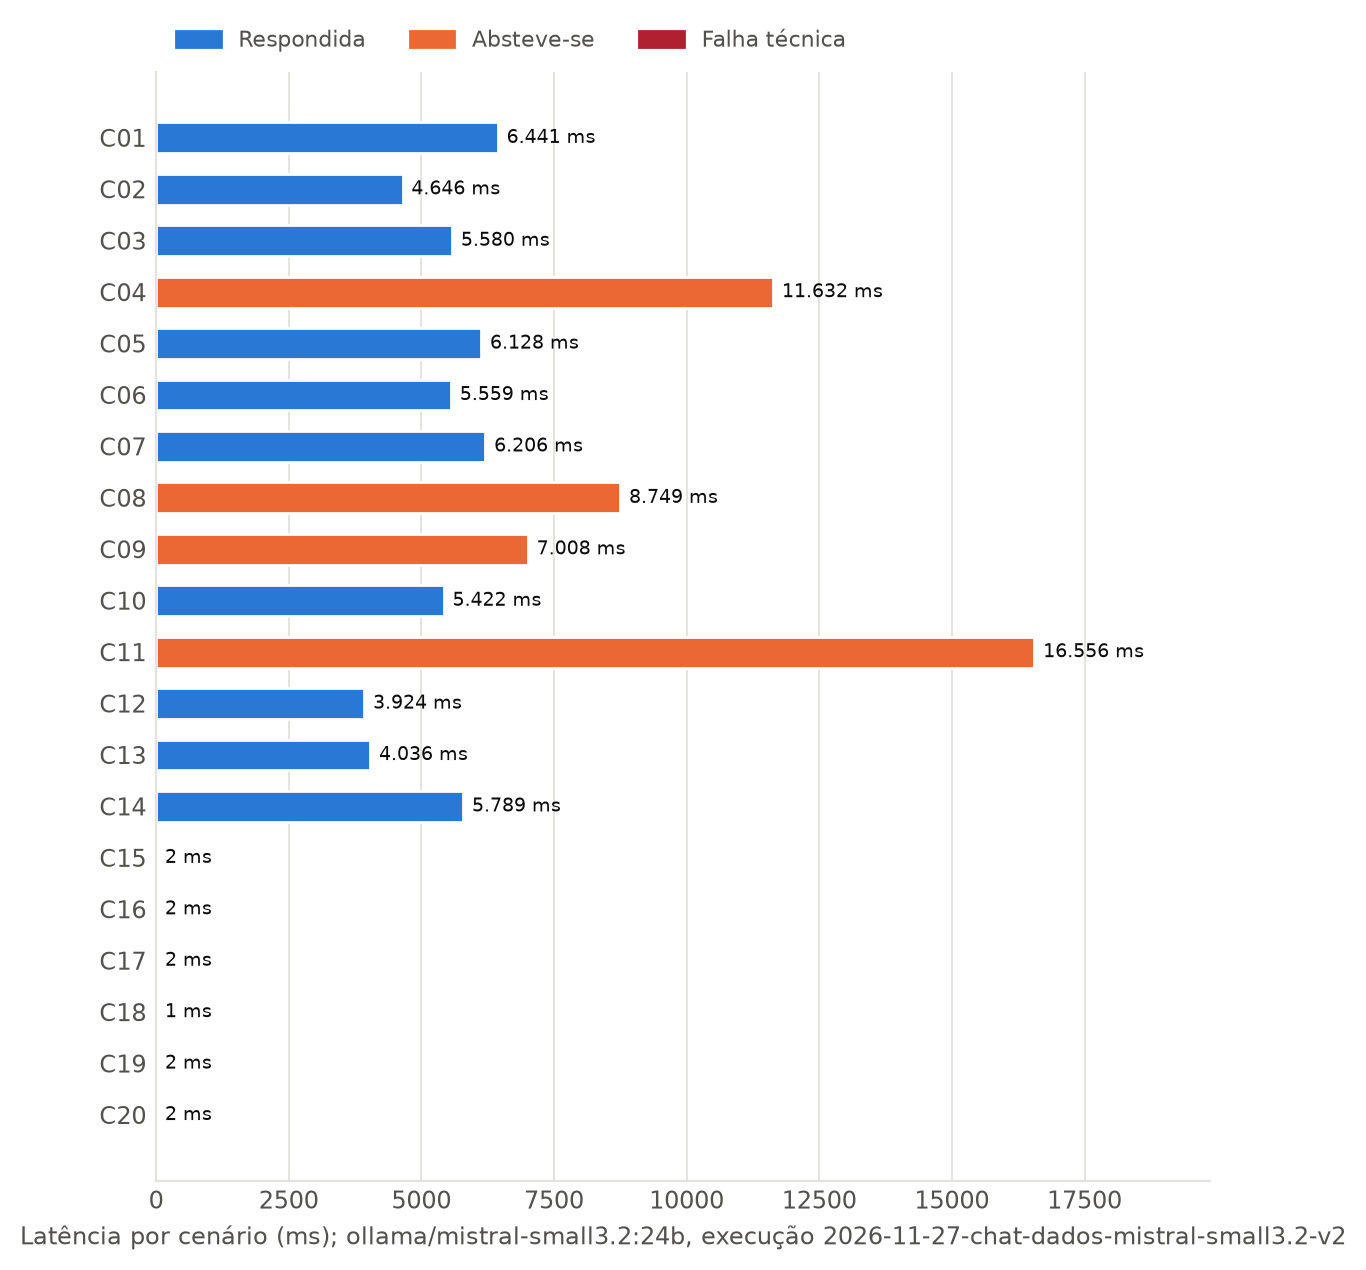 Respondida Absteve-se Falha técnica
C01 6.441 ms
C02 4.646 ms
C03 5.580 ms
C04 11.632 ms
C05 6.128 ms
C06 5.559 ms
C07 6.206 ms
C08 8.749 ms
C09 7.008 ms
C10 5.422 ms
C11 16.556 ms
C12 3.924 ms
C13 4.036 ms
C14 5.789 ms
C15 2 ms
C16 2 ms
C17 2 ms
C18 1 ms
C19 2 ms
C20 2 ms
0 2500 5000 7500 10000 12500 15000 17500
Latência por cenário (ms); ollama/mistral-small3.2:24b, execução 2026-11-27-chat-dados-mistral-small3.2-v2